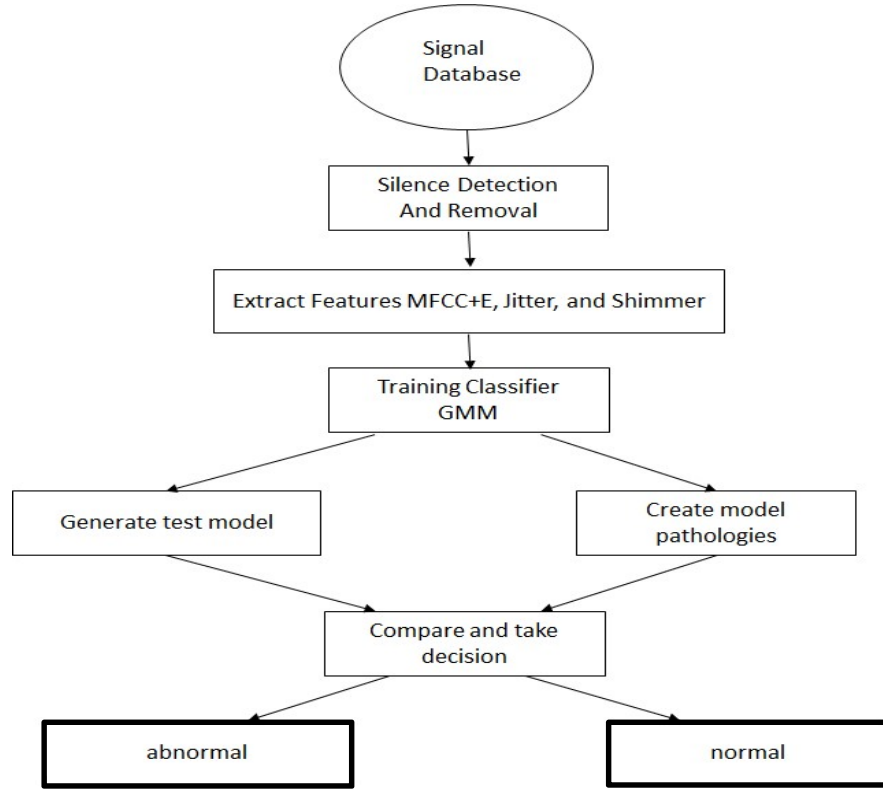 Signal
Database
Silence Detection
And Removal
Extract Features MFCC+E, Jitter, and Shimmer
Training Classifier
GMM
Generate test model
Create model
pathologies
Compare and take
decision
abnormal
normal